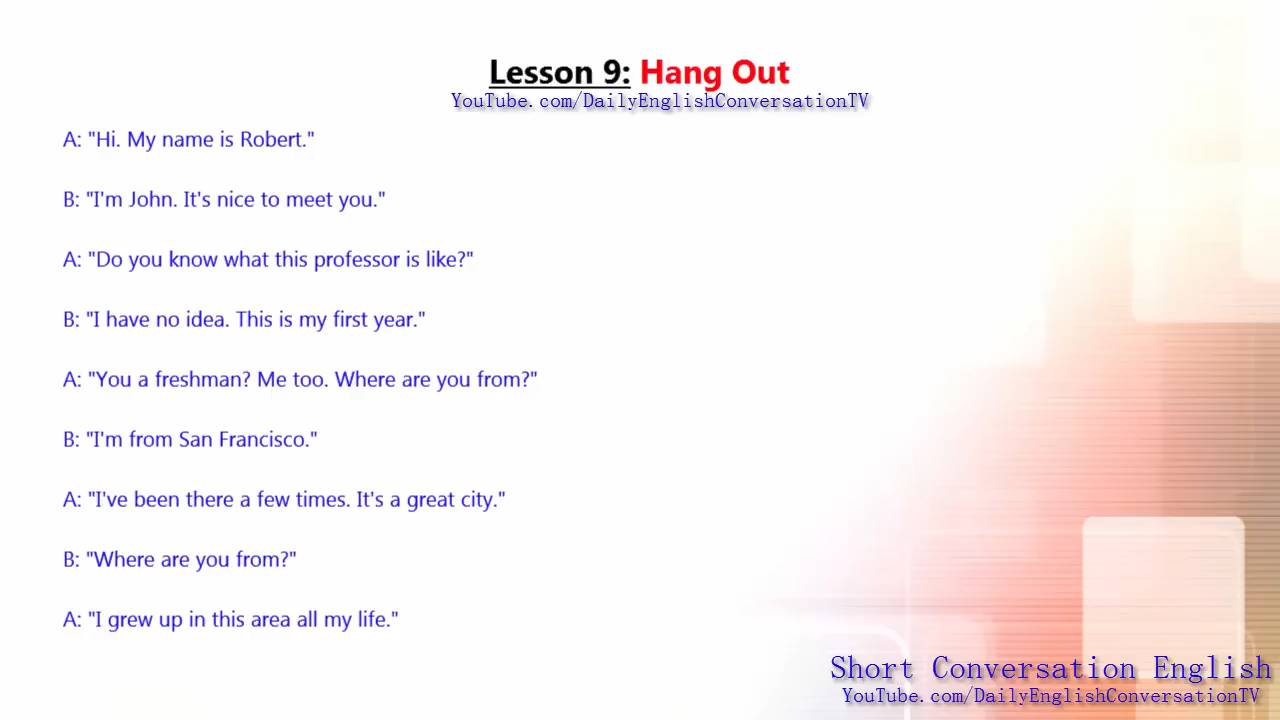 Lesson 9: Hang Out
YouTube.com/DailyEnglishConversationTV
A: "Hi. My name is Robert."
B: "I'm John. It's nice to meet you."
A: "Do you know what this professor is like?"
B: "I have no idea. This is my first year."
A: "You a freshman? Me too. Where are you from?"
B: "I'm from San Francisco."
A: "I've been there a few times. It's a great city."
B: "Where are you from?"
A: "I grew up in this area all my life."
Short Conversation English
YouTube.com/DailyEnglishConversationTV